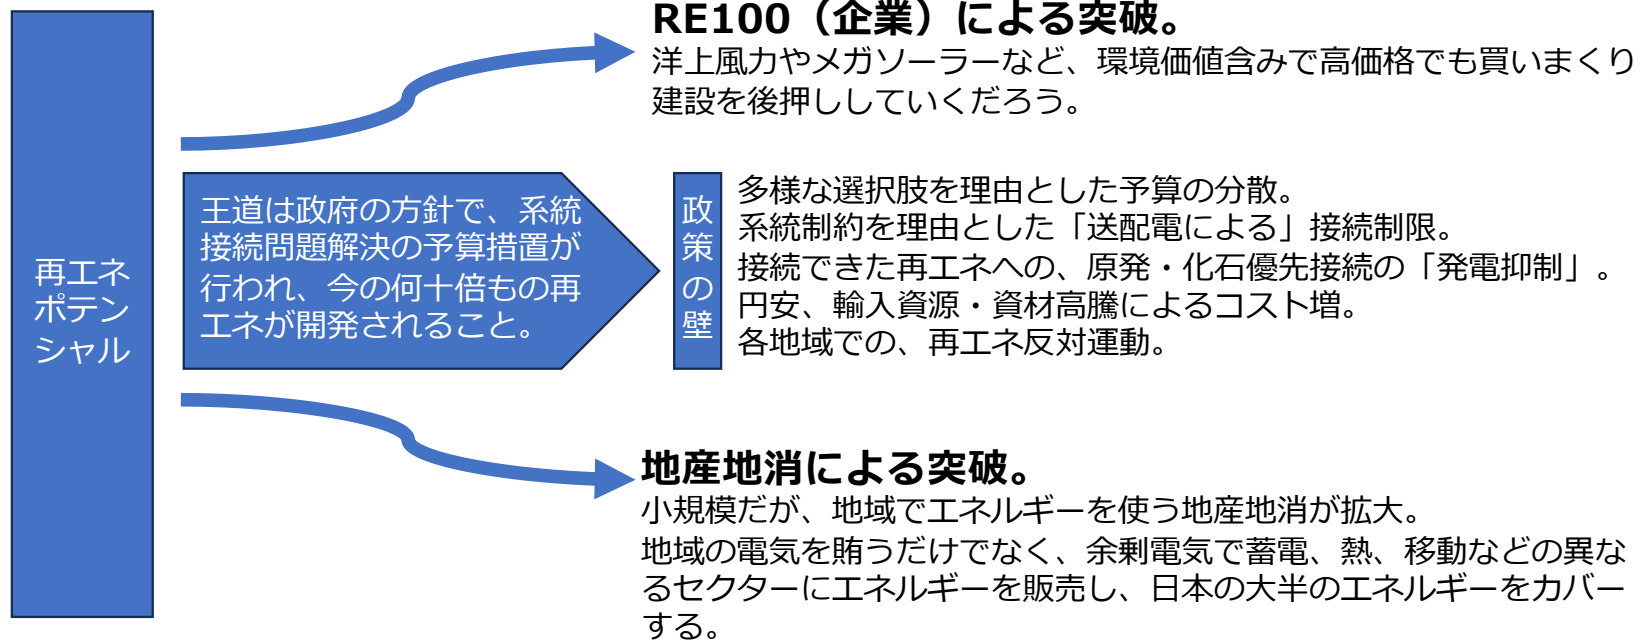 再エネ
ポテン
シャル
RE100（企業）による突破。
洋上風力やメガソーラーなど、環境価値含みで高価格でも買いまくり
建設を後押ししていくだろう。
王道は政府の方針で、系統
接続問題解決の予算措置が
行われ、今の何十倍もの再
エネが開発されること。
政
策
の
壁
多様な選択肢を理由とした予算の分散。
系統制約を理由とした「送配電による」接続制限。
接続できた再エネへの、原発・化石優先接続の「発電抑制」。
円安、輸入資源・資材高騰によるコスト増。
各地域での、再エネ反対運動。
地産地消による突破。
小規模だが、地域でエネルギーを使う地産地消が拡大。
地域の電気を賄うだけでなく、余剰電気で蓄電、熱、移動などの異な
るセクターにエネルギーを販売し、日本の大半のエネルギーをカバー
する。